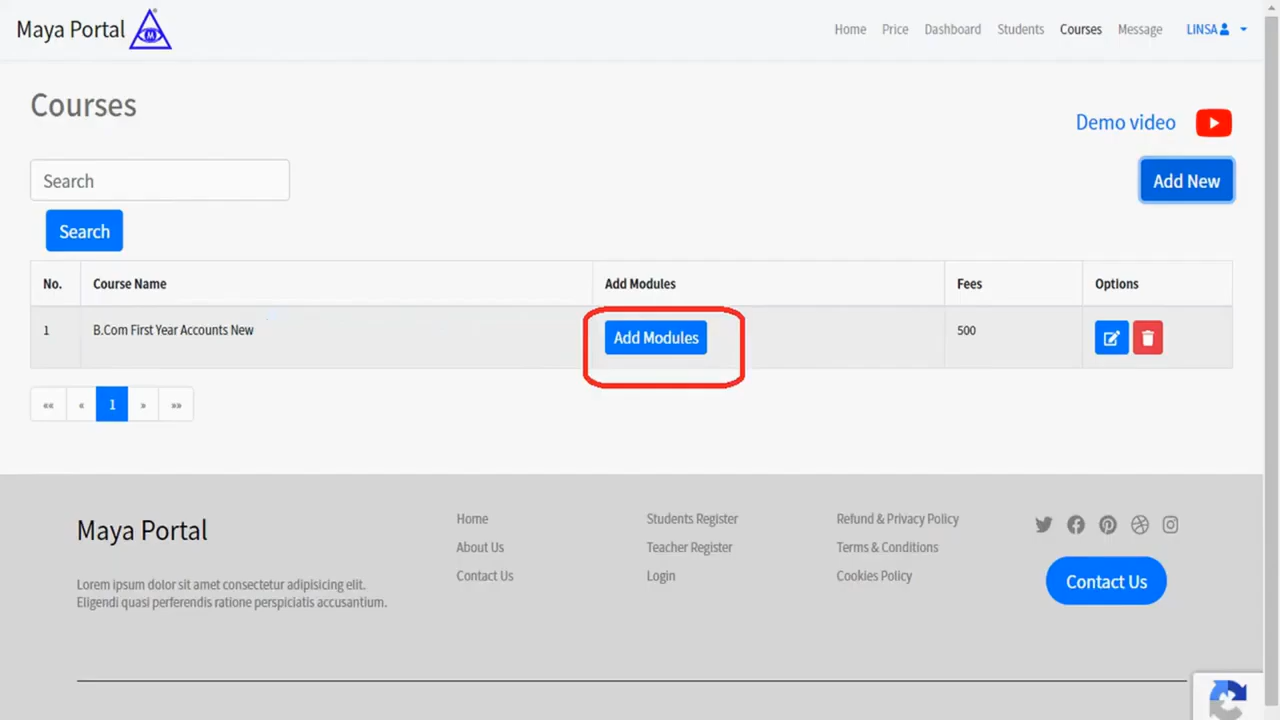 Maya Portal
M
Home Price Dashboard Students Courses Message LINSA
Courses
Demo video
Search
Add New
Search
No. Course Name Add Modules Fees Options
1 B.Com First Year Accounts New Add Modules 500
«« « 1 » »»
Maya Portal
Lorem ipsum dolor sit amet consectetur adipisicing elit.
Eligendi quasi perferendis ratione perspiciatis accusantium.
Home
About Us
Contact Us
Students Register
Teacher Register
Login
Refund & Privacy Policy
Terms & Conditions
Cookies Policy
Contact Us